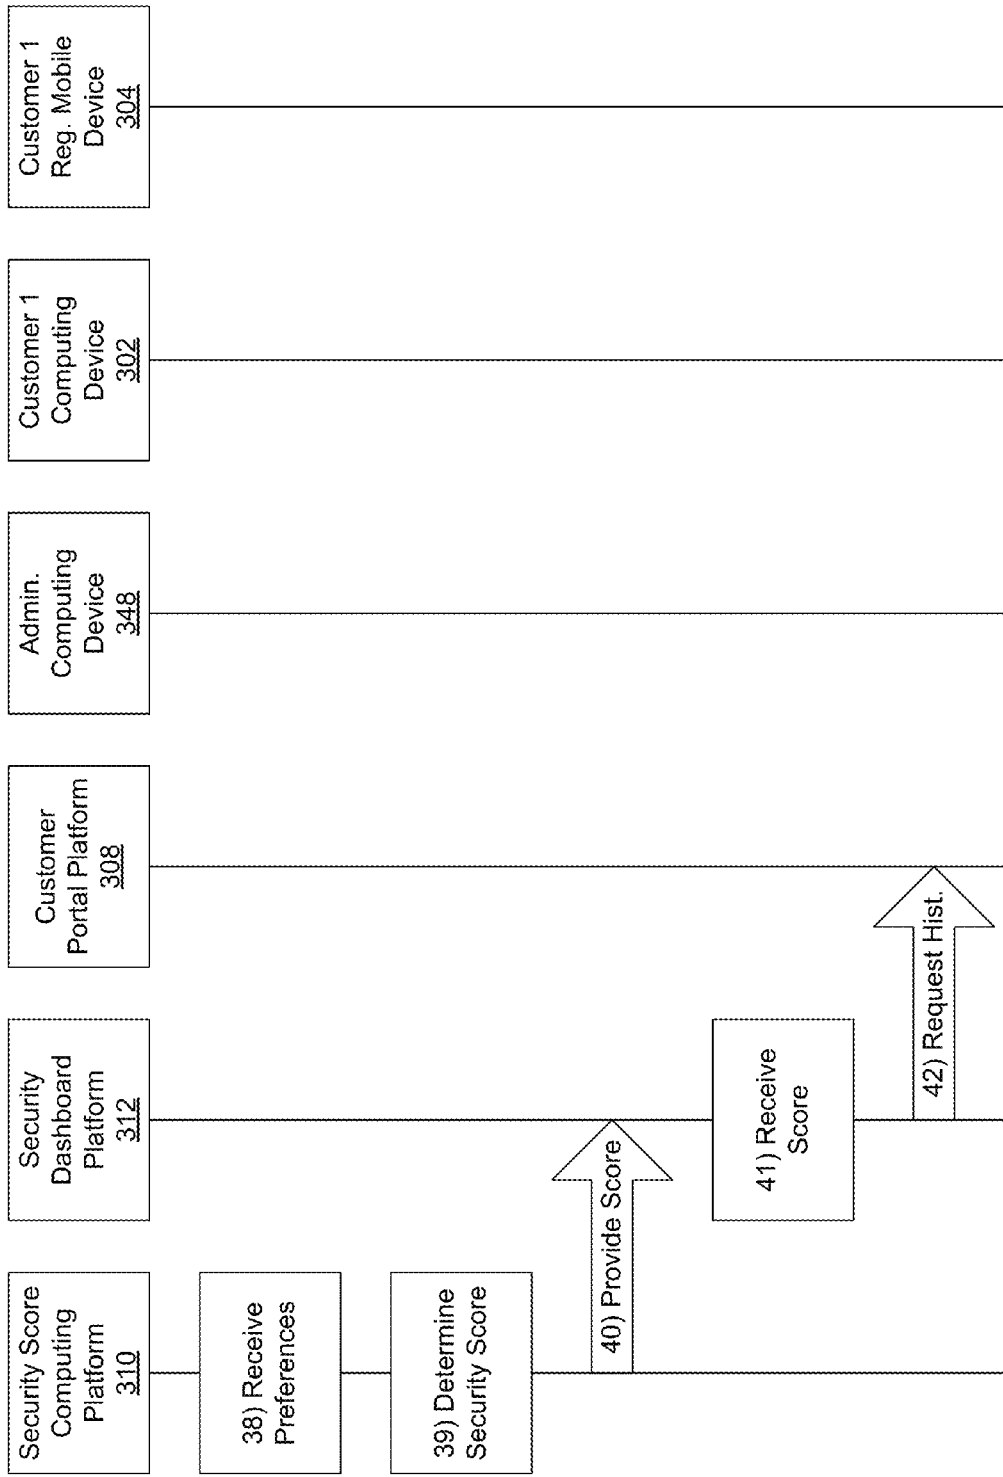 Security Score
Computing
Platform
310
Security
Dashboard
Platform
312
Customer
Portal Platform
308
Admin.
Computing
Device
348
Customer 1
Computing
Device
302
Customer 1
Reg. Mobile
Device
304
38) Receive
Preferences
39) Determine
Security Score
40) Provide Score
41) Receive
Score
42) Request Hist.